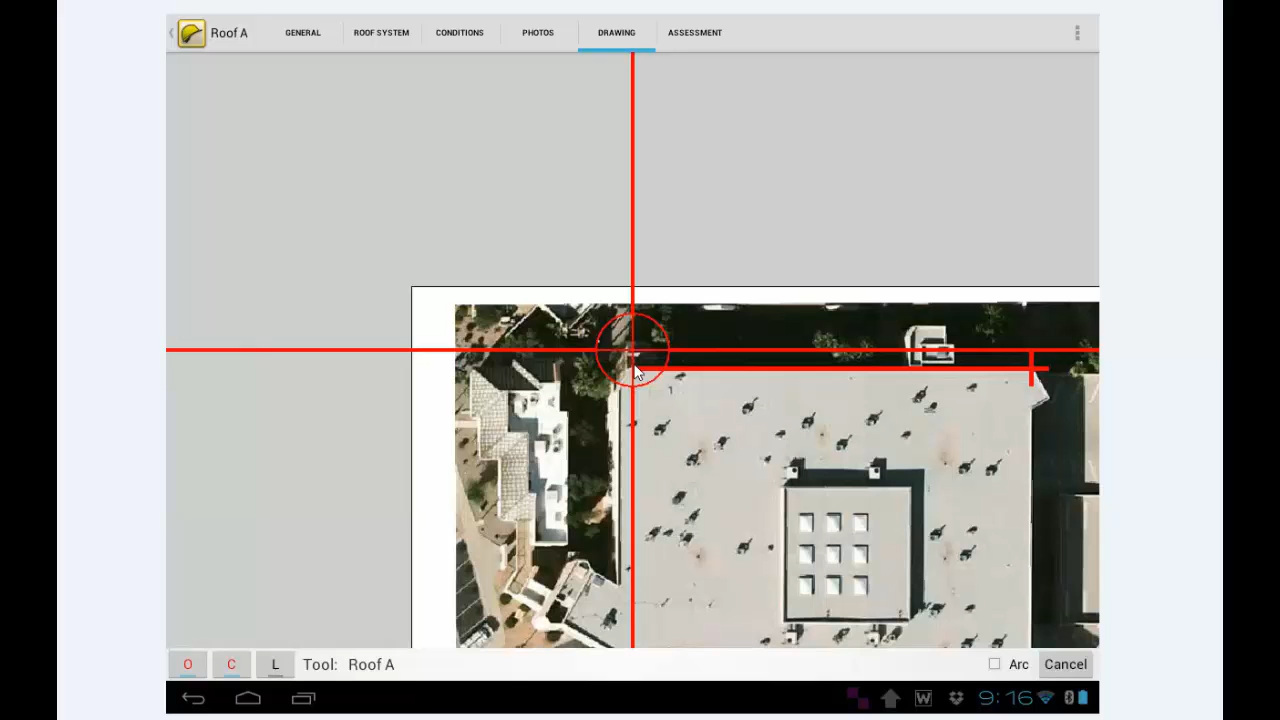 Roof A GENERAL ROOF SYSTEM CONDITIONS PHOTOS DRAWING ASSESSMENT
O C L Tool: Roof A Arc Cancel
W 9:16